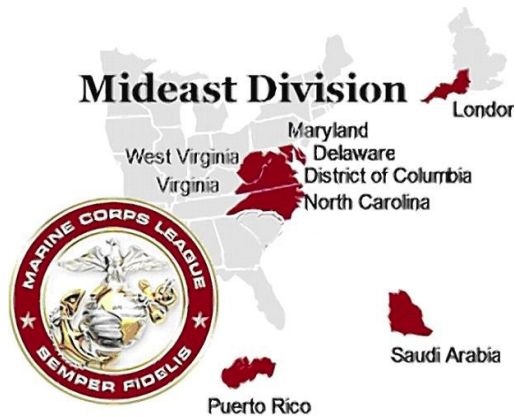 Mideast Division
London
Maryland
West Virginia
Delaware
Virginia
District of Columbia
North Carolina
MARINE CORPS LEAGUE
SEMPER FIDELIS
Saudi Arabia
Puerto Rico